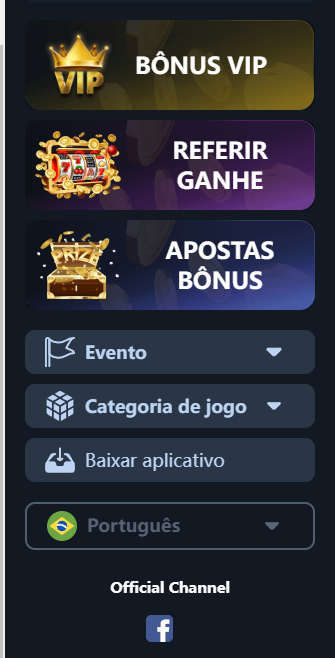 VIP
BÔNUS VIP
REFERIR
GANHE
PRIZE
APOSTAS
BÔNUS
Evento
Categoria de jogo
Baixar aplicativo
Português
Official Channel